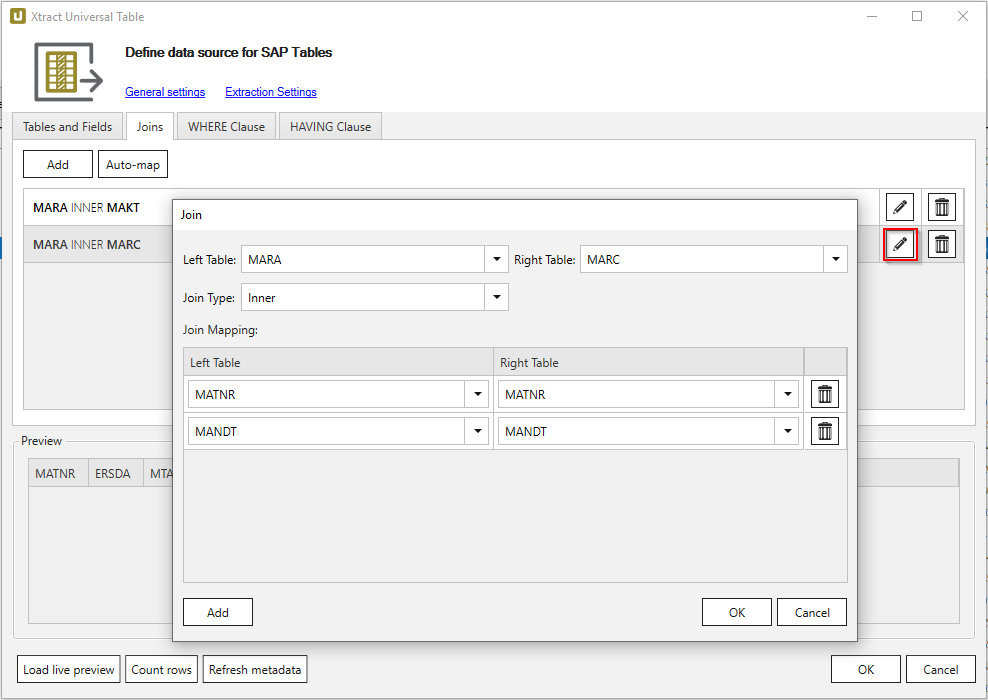 Xtract Universal Table
Define data source for SAP Tables
General settings Extraction Settings
Tables and Fields Joins WHERE Clause HAVING Clause
Add Auto-map
MARA INNER MAKT
MARA INNER MARC
Join
Left Table: MARA Right Table: MARC
Join Type: Inner
Join Mapping:
Left Table Right Table
MATNR MATNR
MANDT MANDT
Add OK Cancel
Preview
MATNR ERSDA MTA
Load live preview Count rows Refresh metadata OK Cancel